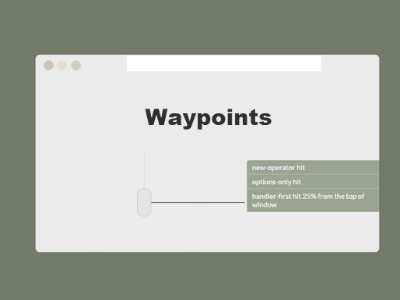 Waypoints
new-operator hit
options-only hit
handler-first hit 25% from the top of
window